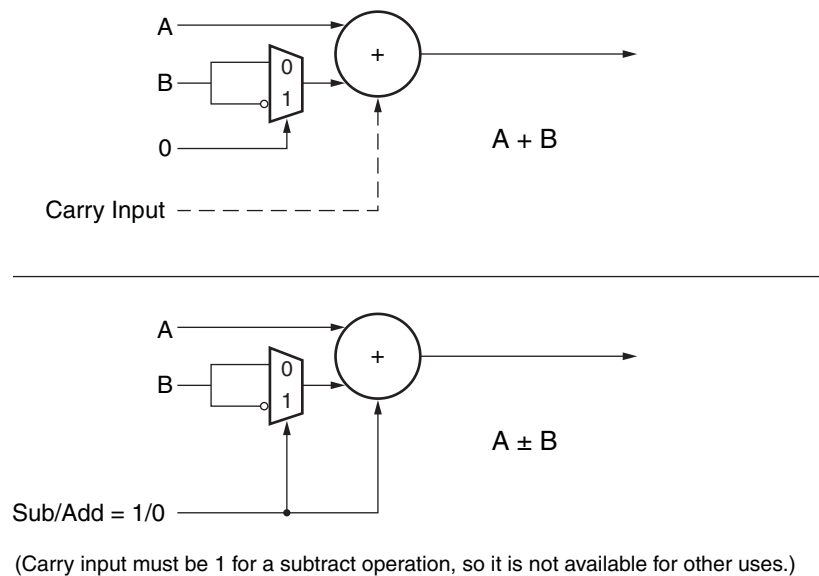 A
+
0
B
1
0
A + B
Carry Input
A
+
0
B
1
A ± B
Sub/Add = 1/0
(Carry input must be 1 for a subtract operation, so it is not available for other uses.)